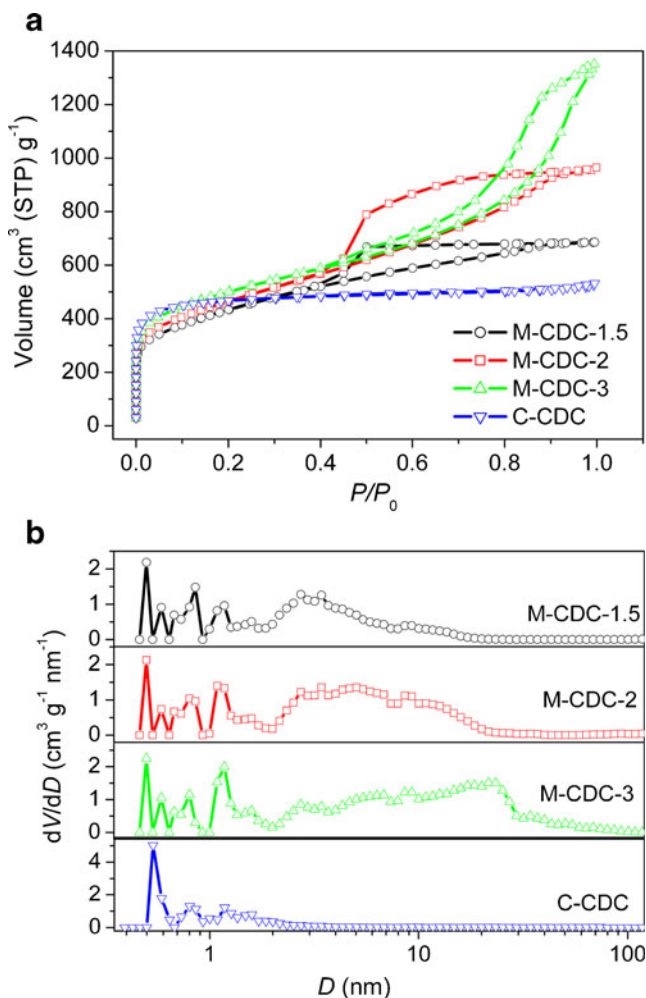 a
1400
1200
1000
800
600
400
200
0
Volume (cm³ (STP) g⁻¹
M-CDC-1.5
M-CDC-2
M-CDC-3
C-CDC
0.0 0.2 0.4 0.6 0.8 1.0
P/P₀
b
2
1
0
M-CDC-1.5
2
1
0
M-CDC-2
2
1
0
M-CDC-3
4
2
0
C-CDC
dV/dD (cm³ g⁻¹ nm⁻¹)
1 10 100
D (nm)